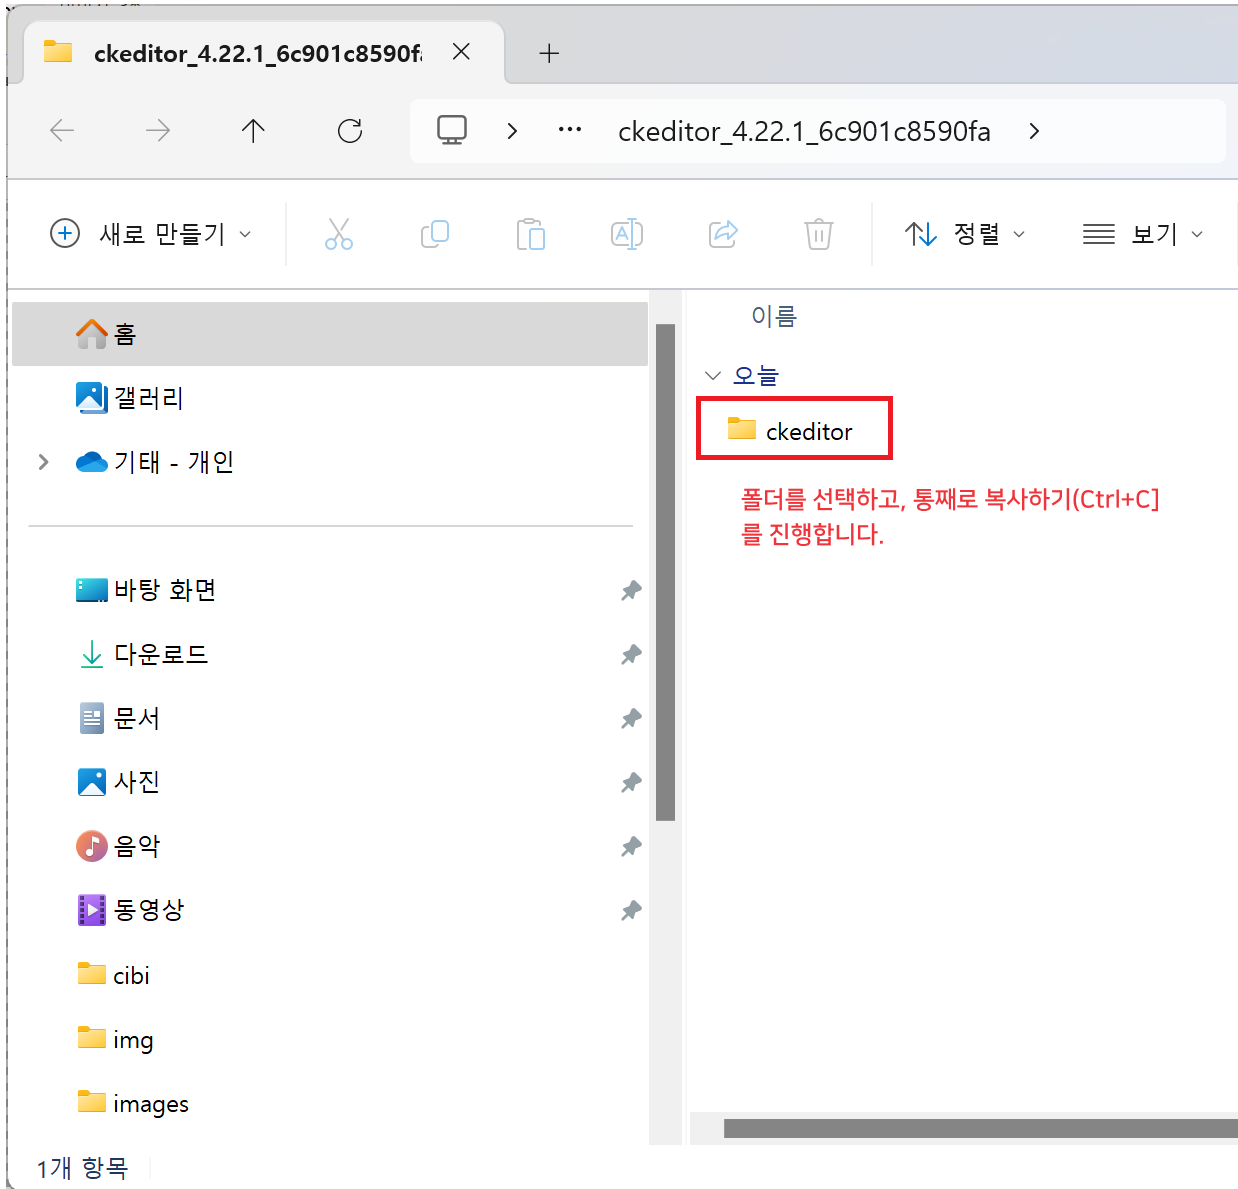 ckeditor_4.22.1_6c901c8590f
ckeditor_4.22.1_6c901c8590fa
새로 만들기
정렬
보기
홈
갤러리
기태 - 개인
바탕 화면
다운로드
문서
사진
음악
동영상
cibi
img
images
이름
오늘
ckeditor
폴더를 선택하고, 통째로 복사하기(Ctrl+C]
를 진행합니다.
1개 항목